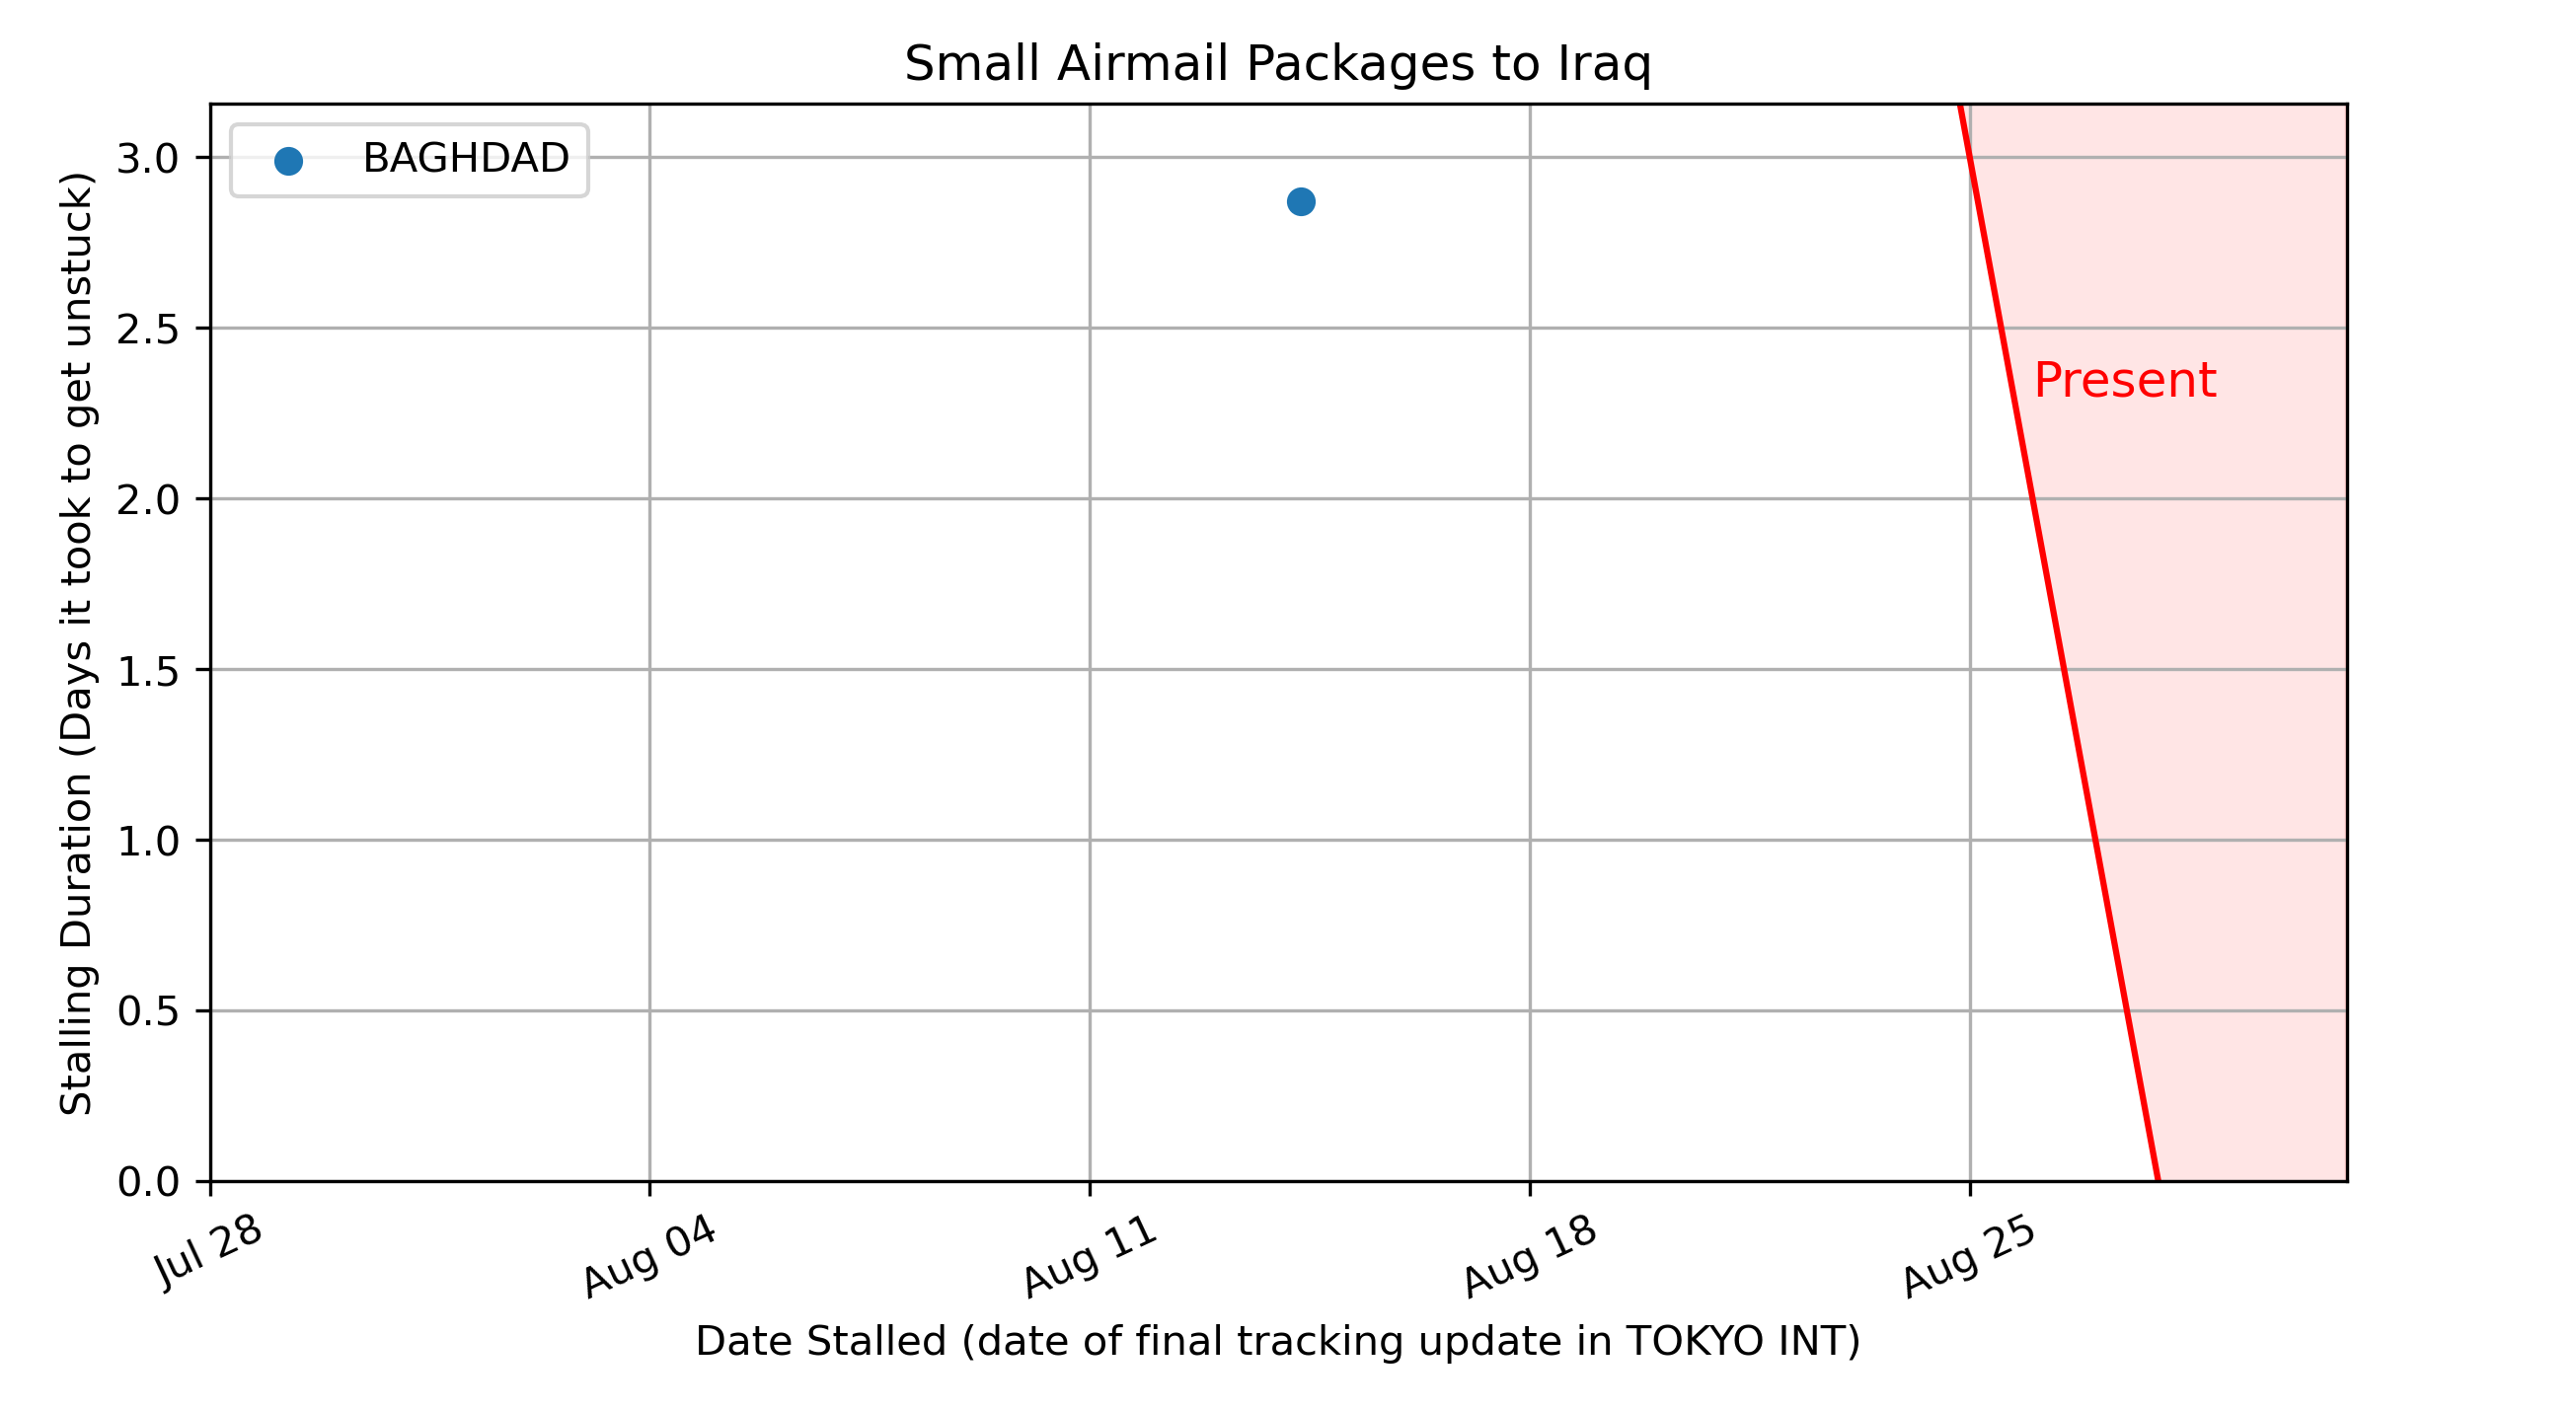 Small Airmail Packages to Iraq
BAGHDAD
Present
Stalling Duration (Days it took to get unstuck)
3.0
2.5
2.0
1.5
1.0
0.5
0.0
Jul 28
Aug 04
Aug 11
Aug 18
Aug 25
Date Stalled (date of final tracking update in TOKYO INT)